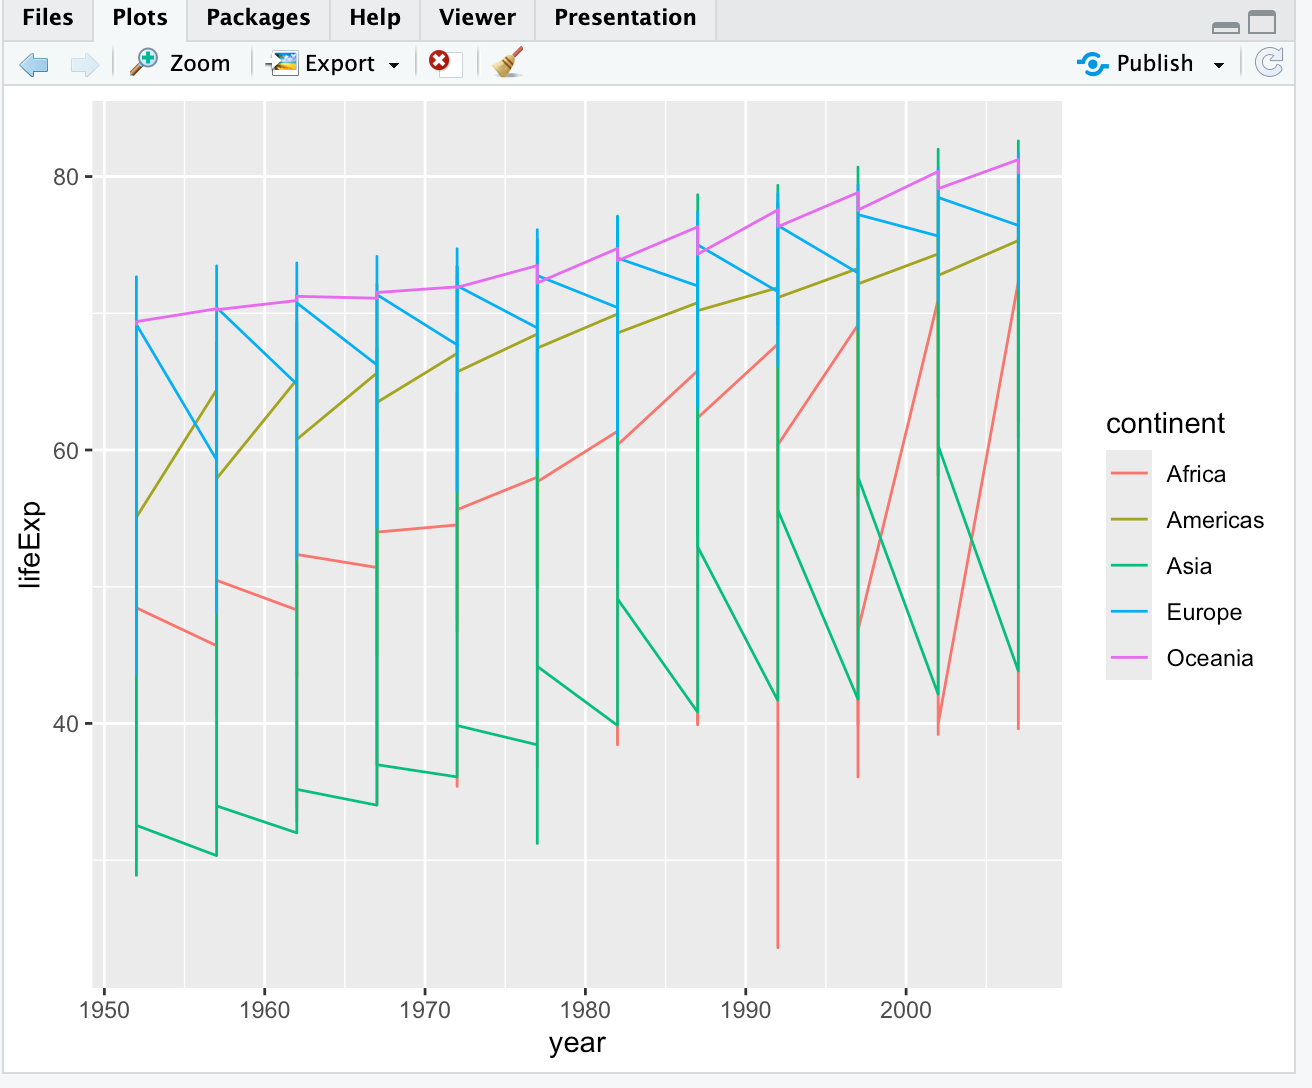 Files Plots Packages Help Viewer Presentation
Zoom Export Publish
80
60
40
lifeExp
1950 1960 1970 1980 1990 2000
year
continent
Africa
Americas
Asia
Europe
Oceania